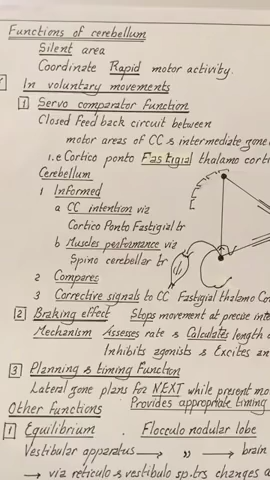 Functions of cerebellum
Silent area
Coordinate Rapid motor activity.
In voluntary movements
1 Servo comparator Function
Closed Feed back circuit between
motor areas of CC & intermediate zone
i.e Cortico ponto Fastigial thalamo corti
Cerebellum
1 Informed
a CC intention via
Cortico Ponto Fastigial tr
b Muscles performance via
Spino cerebellar tr
2 Compares
3 Corrective signals to CC Fastigial thalamo Co
2 Braking effect Stops movement at precise inte
Mechanism Assesses rate & Calculates length o
Inhibits agonists & Excites an
3 Planning & timing Function
Lateral zone plans for NEXT while present mo
Provides appropriate timing
Other functions
1 Equilibrium Flocculo nodular lobe
Vestibular apparatus → " → brain
→ via reticulo & vestibulo sp.trs changes a